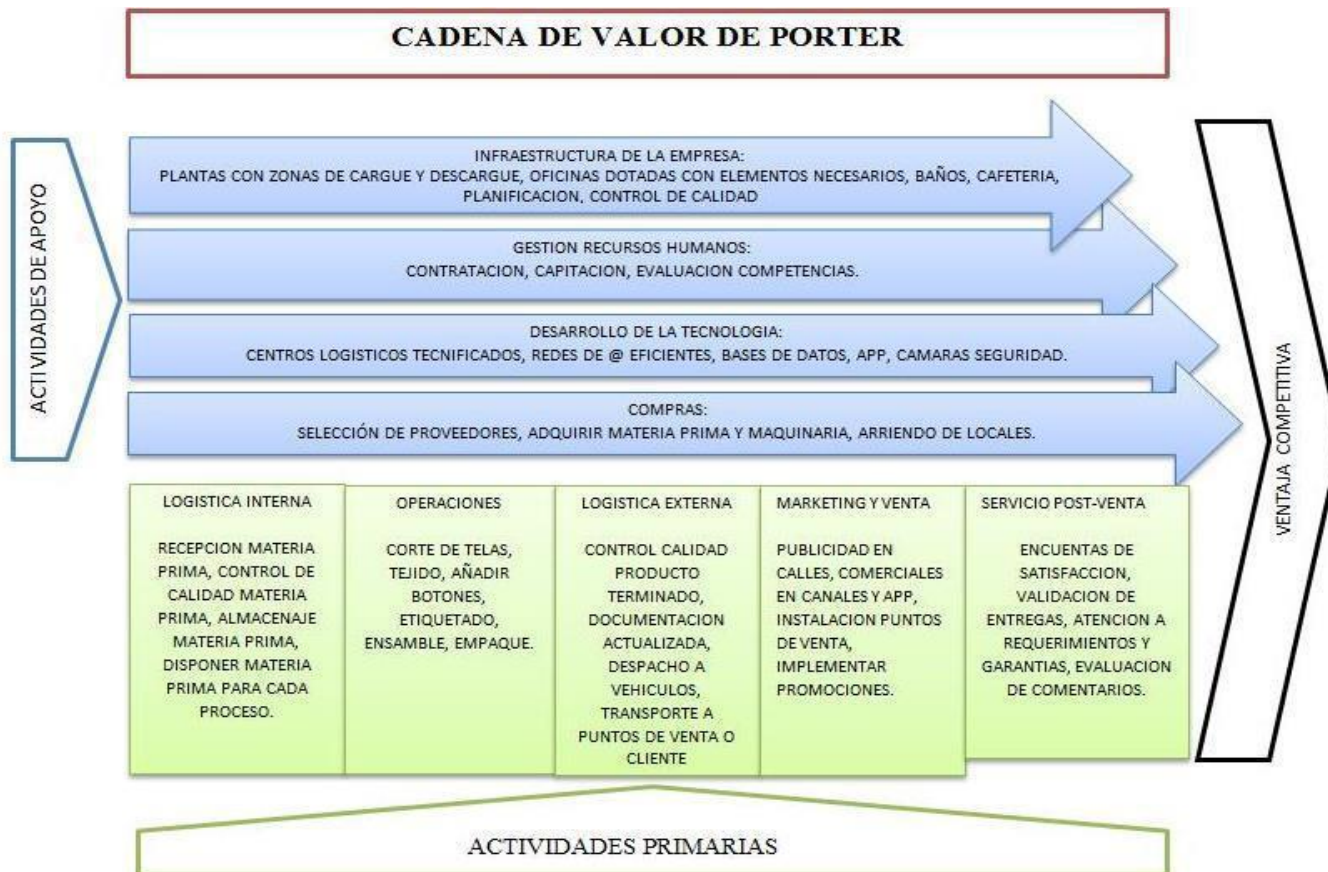 CADENA DE VALOR DE PORTER
ACTIVIDADES DE APOYO
INFRAESTRUCTURA DE LA EMPRESA:
PLANTAS CON ZONAS DE CARGUE Y DESCARGUE, OFICINAS DOTADAS CON ELEMENTOS NECESARIOS, BAÑOS, CAFETERIA,
PLANIFICACION, CONTROL DE CALIDAD
GESTION RECURSOS HUMANOS:
CONTRATACION, CAPITACION, EVALUACION COMPETENCIAS.
DESARROLLO DE LA TECNOLOGIA:
CENTROS LOGISTICOS TECNIFICADOS, REDES DE @ EFICIENTES, BASES DE DATOS, APP, CAMARAS SEGURIDAD.
COMPRAS:
SELECCIÓN DE PROVEEDORES, ADQUIRIR MATERIA PRIMA Y MAQUINARIA, ARRIENDO DE LOCALES.
LOGISTICA INTERNA
RECEPCION MATERIA
PRIMA, CONTROL DE
CALIDAD MATERIA
PRIMA, ALMACENAJE
MATERIA PRIMA,
DISPONER MATERIA
PRIMA PARA CADA
PROCESO.
OPERACIONES
CORTE DE TELAS,
TEJIDO, AÑADIR
BOTONES,
ETIQUETADO,
ENSAMBLE, EMPAQUE.
LOGISTICA EXTERNA
CONTROL CALIDAD
PRODUCTO
TERMINADO,
DOCUMENTACION
ACTUALIZADA,
DESPACHO A
VEHICULOS,
TRANSPORTE A
PUNTOS DE VENTA O
CLIENTE
MARKETING Y VENTA
PUBLICIDAD EN
CALLES, COMERCIALES
EN CANALES Y APP,
INSTALACION PUNTOS
DE VENTA,
IMPLEMENTAR
PROMOCIONES.
SERVICIO POST-VENTA
ENCUENTAS DE
SATISFACCION,
VALIDACION DE
ENTREGAS, ATENCION A
REQUERIMIENTOS Y
GARANTIAS, EVALUACION
DE COMENTARIOS.
VENTAJA COMPETITIVA
ACTIVIDADES PRIMARIAS